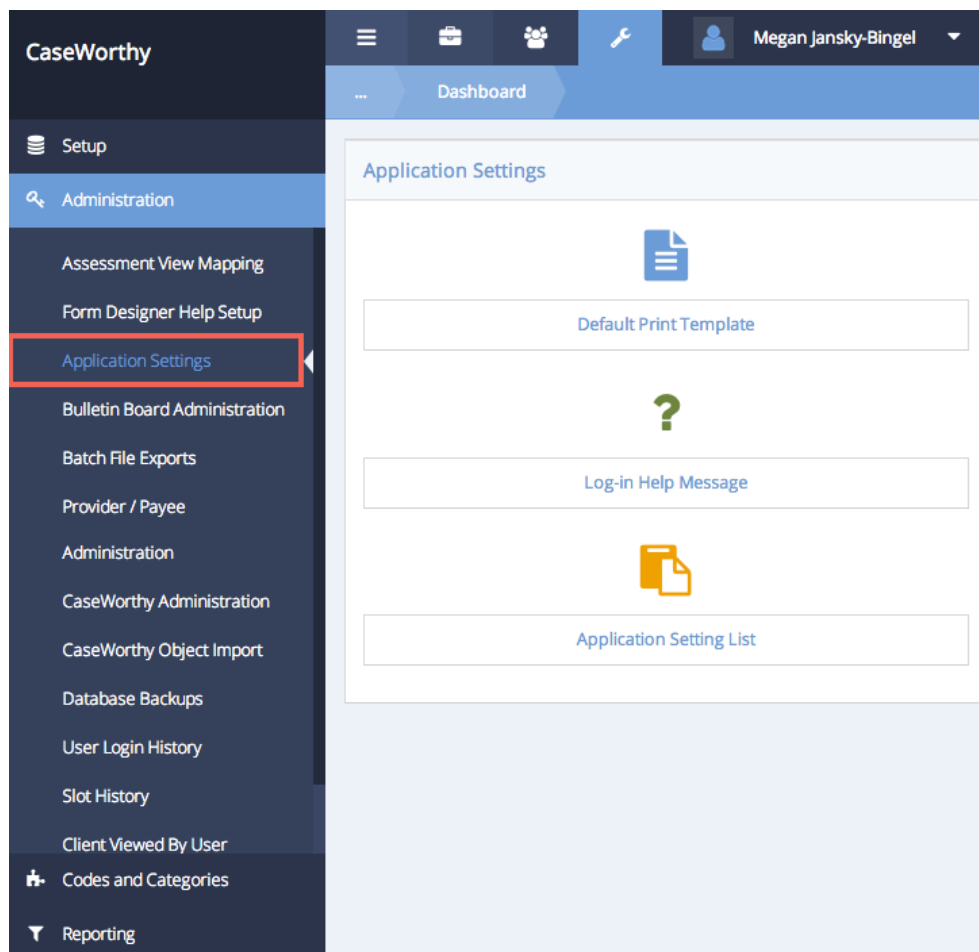 CaseWorthy
Megan Jansky-Bingel
...
Dashboard
Setup
Administration
Assessment View Mapping
Form Designer Help Setup
Application Settings
Bulletin Board Administration
Batch File Exports
Provider / Payee
Administration
CaseWorthy Administration
CaseWorthy Object Import
Database Backups
User Login History
Slot History
Client Viewed By User
Codes and Categories
Reporting
Application Settings
Default Print Template
?
Log-in Help Message
Application Setting List